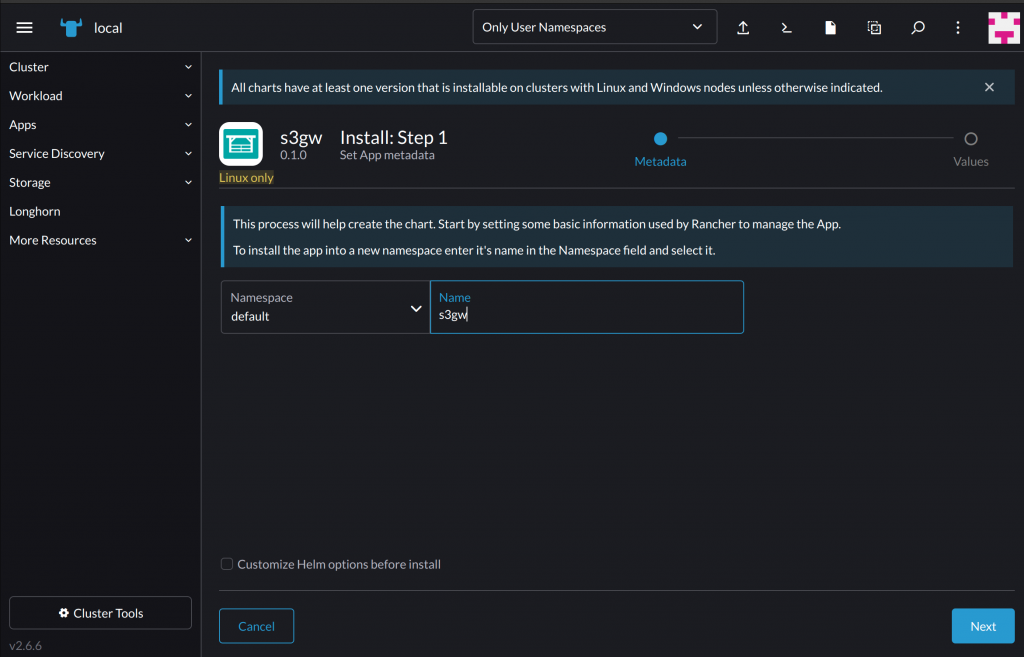 local
Only User Namespaces
Cluster
Workload
Apps
Service Discovery
Storage
Longhorn
More Resources
Cluster Tools
v2.6.6
All charts have at least one version that is installable on clusters with Linux and Windows nodes unless otherwise indicated.
s3gw
0.1.0
Linux only
Install: Step 1
Set App metadata
Metadata
Values
This process will help create the chart. Start by setting some basic information used by Rancher to manage the App.
To install the app into a new namespace enter it's name in the Namespace field and select it.
Namespace
default
Name
s3gw
Customize Helm options before install
Cancel
Next